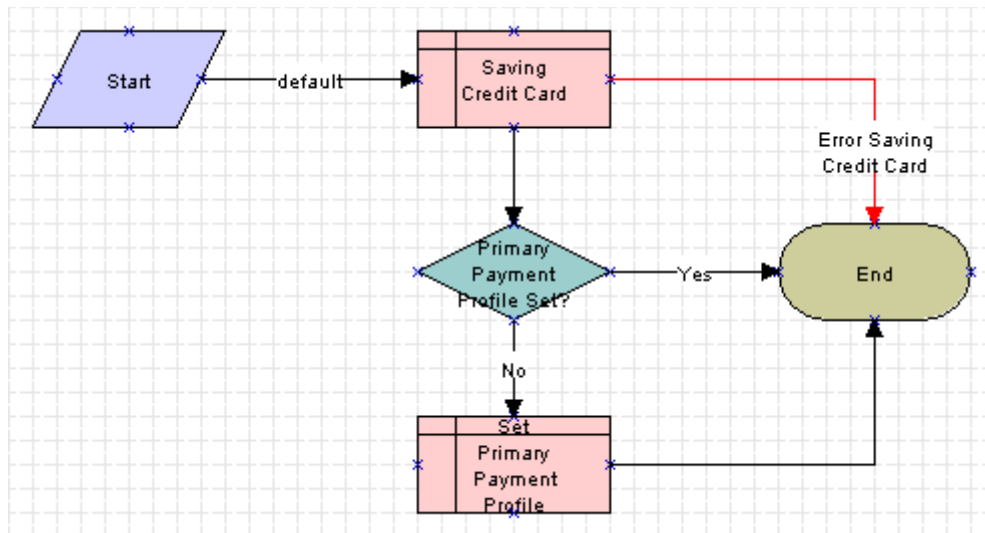 Start
default
Saving
Credit Card
Error Saving
Credit Card
Primary
Payment
Profile Set?
Yes
End
No
Set
Primary
Payment
Profile